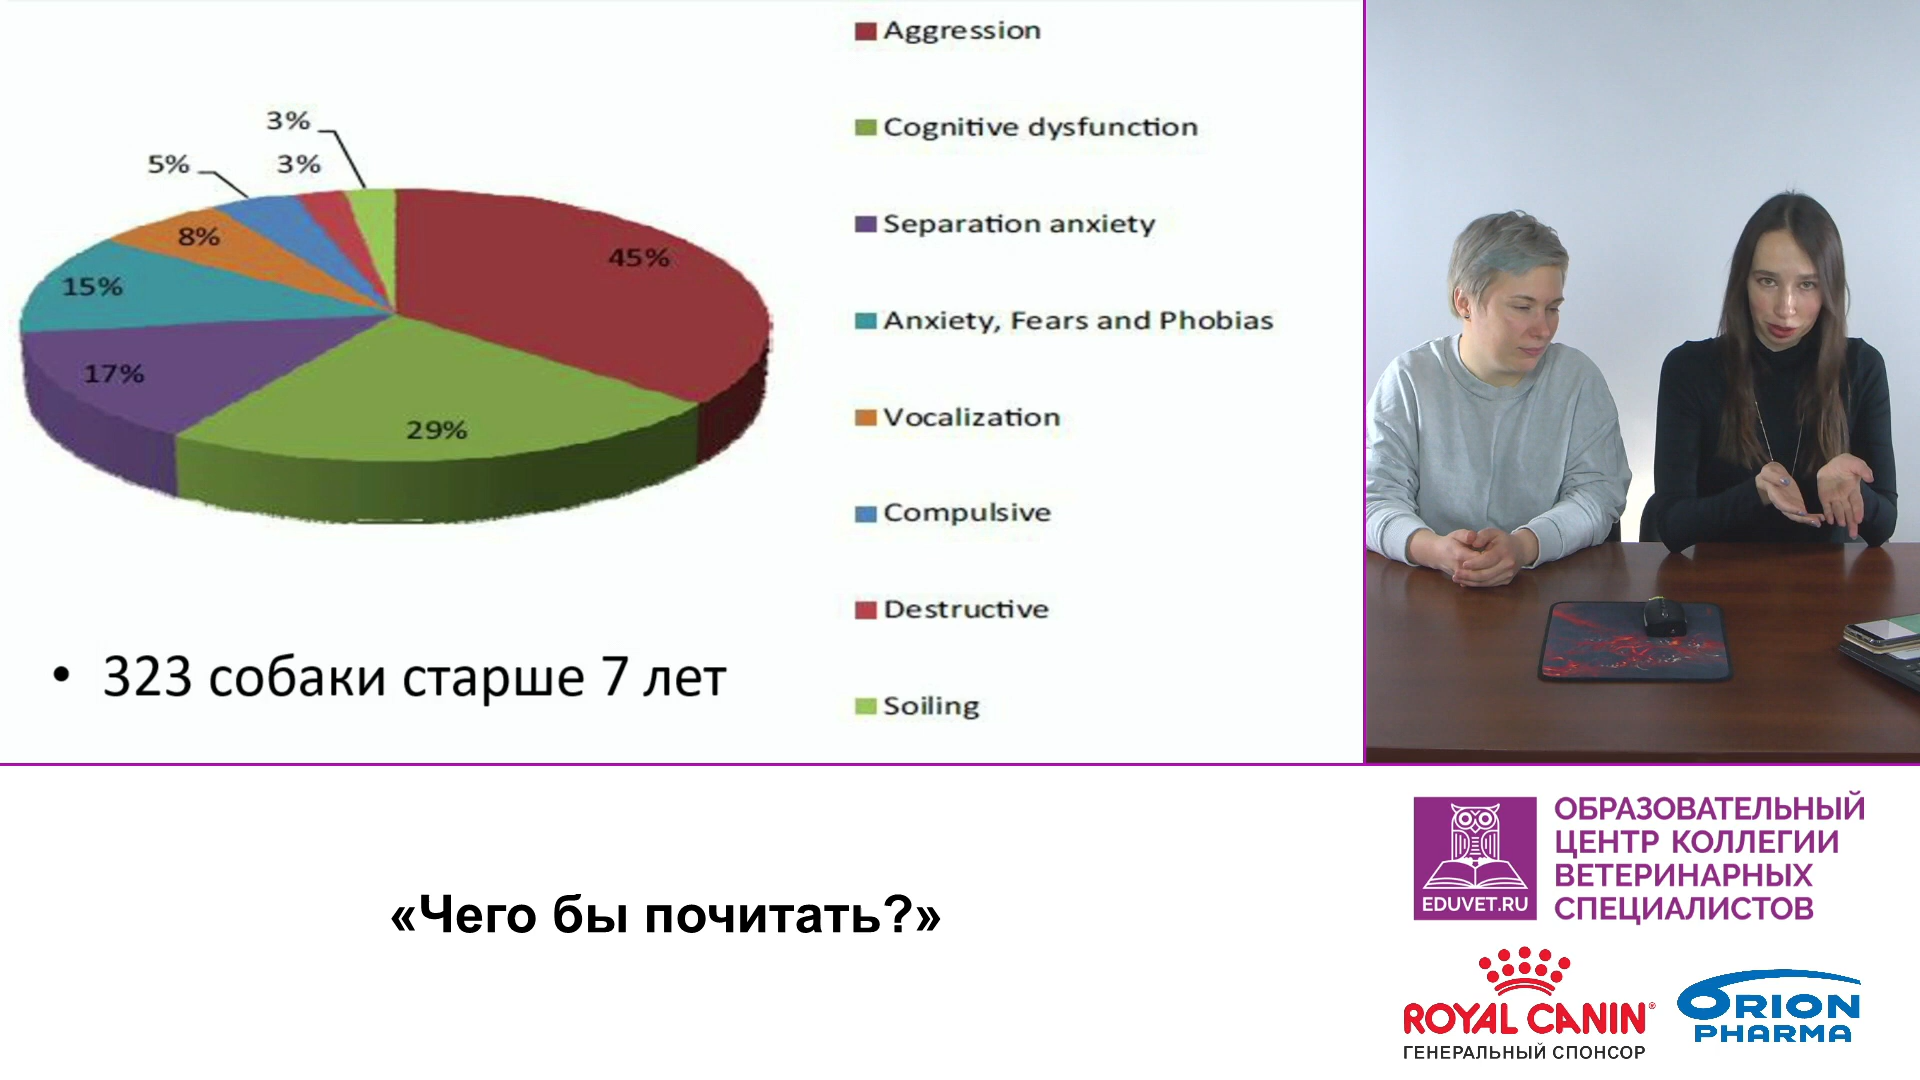 3%
5%
3%
8%
45%
15%
17%
29%
Aggression
Cognitive dysfunction
Separation anxiety
Anxiety, Fears and Phobias
Vocalization
Compulsive
Destructive
Soiling
• 323 собаки старше 7 лет
«Чего бы почитать?»
EDUVET.RU
ОБРАЗОВАТЕЛЬНЫЙ
ЦЕНТР КОЛЛЕГИИ
ВЕТЕРИНАРНЫХ
СПЕЦИАЛИСТОВ
ROYAL CANIN®
ГЕНЕРАЛЬНЫЙ СПОНСОР
ORION
PHARMA